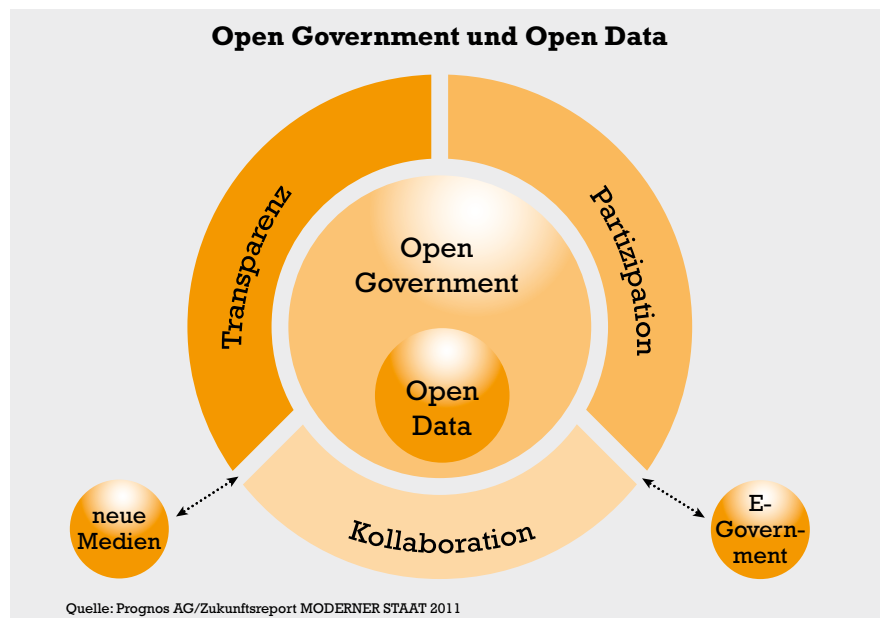 Open Government und Open Data
Transparenz
Partizipation
Open
Government
Open
Data
Kollaboration
neue
Medien
E-
Govern-
ment
Quelle: Prognos AG/Zukunftsreport MODERNER STAAT 2011